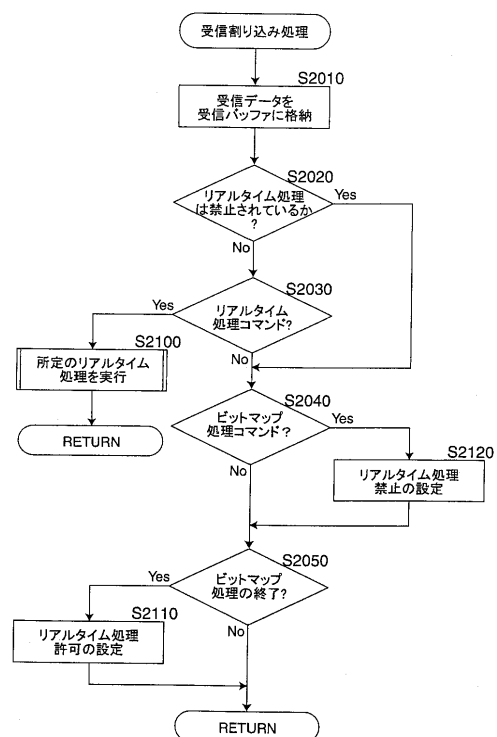 受信割り込み処理
S2010
受信データを
受信バッファに格納
S2020
リアルタイム処理
は禁止されているか
?
Yes
No
S2030
リアルタイム
処理コマンド?
Yes
No
S2100
所定のリアルタイム
処理を実行
RETURN
S2040
ビットマップ
処理コマンド?
Yes
No
S2120
リアルタイム処理
禁止の設定
S2050
ビットマップ
処理の終了?
Yes
No
S2110
リアルタイム処理
許可の設定
RETURN